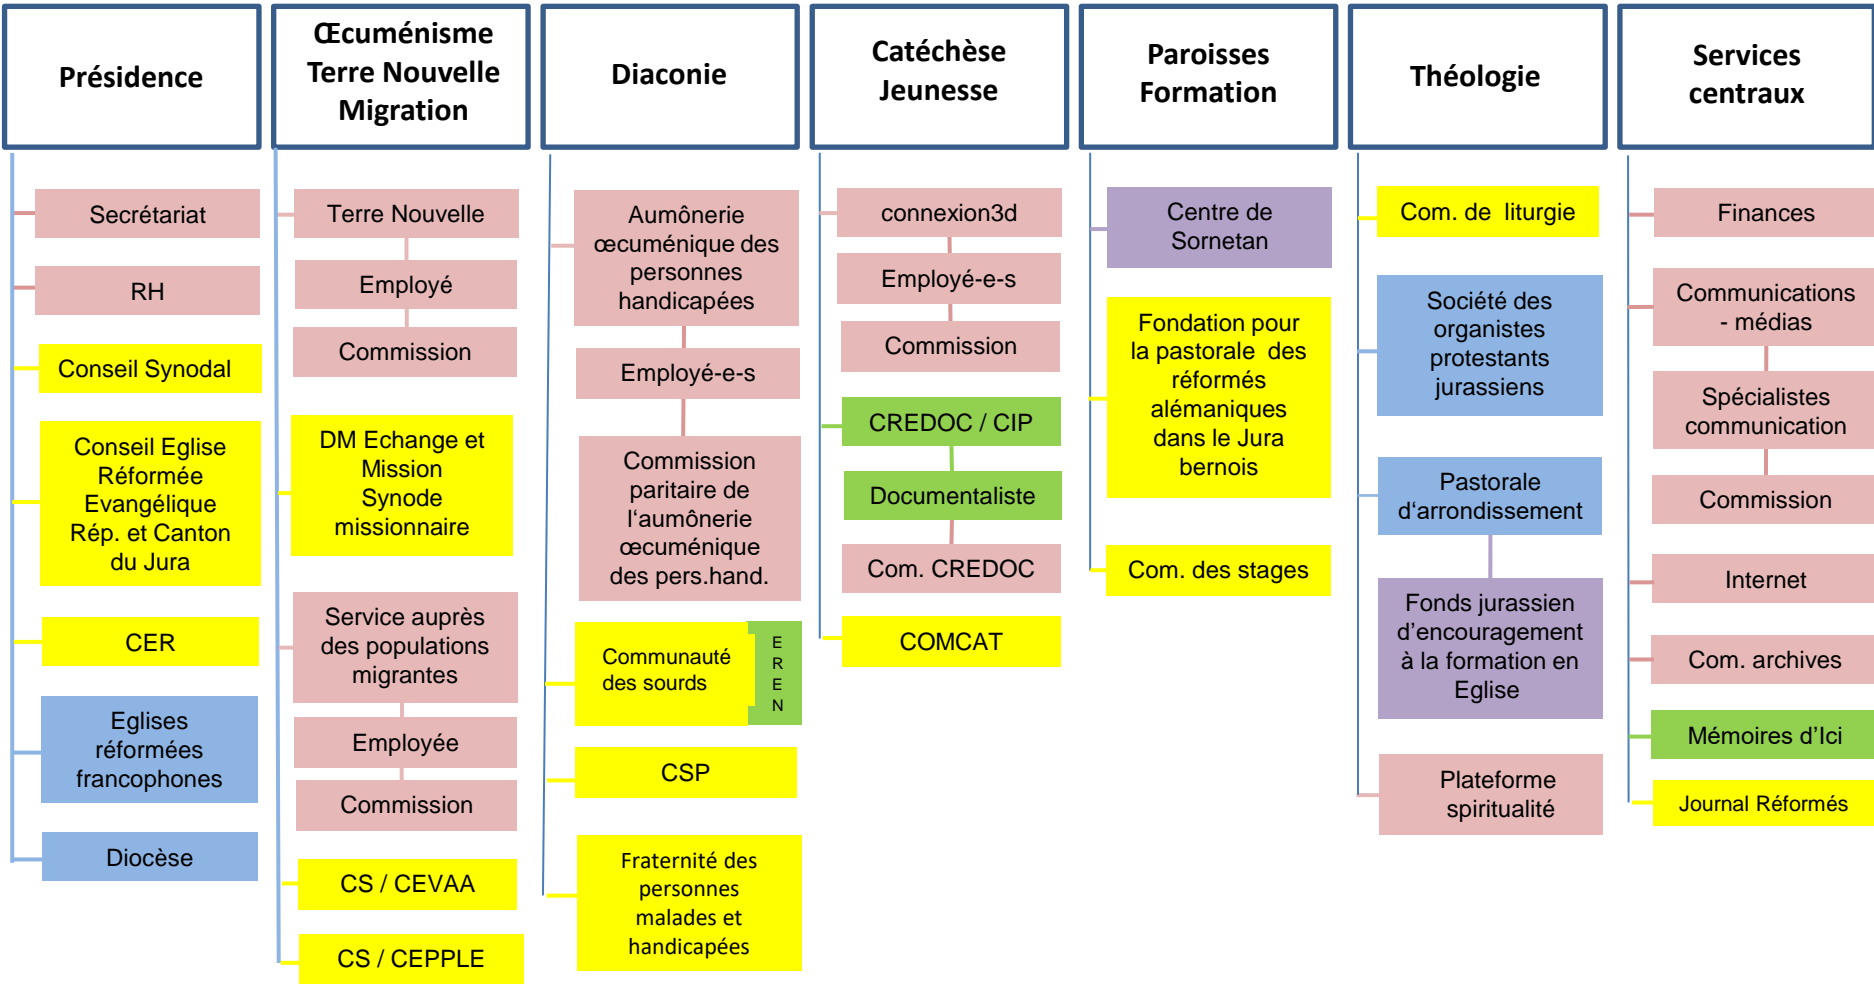 Présidence
Secrétariat
RH
Conseil Synodal
Conseil Eglise
Réformée
Evangélique
Rép. et Canton
du Jura
CER
Eglises
réformées
francophones
Diocèse
Œcuménisme
Terre Nouvelle
Migration
Terre Nouvelle
Employé
Commission
DM Echange et
Mission
Synode
missionnaire
Service auprès
des populations
migrantes
Employée
Commission
CS / CEVAA
CS / CEPPLE
Diaconie
Aumônerie
œcuménique des
personnes
handicapées
Employé-e-s
Commission
paritaire de
l‘aumônerie
œcuménique
des pers.hand.
Communauté
des sourds
E
R
E
N
CSP
Fraternité des
personnes
malades et
handicapées
Catéchèse
Jeunesse
connexion3d
Employé-e-s
Commission
CREDOC / CIP
Documentaliste
Com. CREDOC
COMCAT
Paroisses
Formation
Centre de
Sornetan
Fondation pour
la pastorale des
réformés
alémaniques
dans le Jura
bernois
Com. des stages
Théologie
Com. de liturgie
Société des
organistes
protestants
jurassiens
Pastorale
d‘arrondissement
Fonds jurassien
d’encouragement
à la formation en
Eglise
Plateforme
spiritualité
Services
centraux
Finances
Communications
- médias
Spécialistes
communication
Commission
Internet
Com. archives
Mémoires d’Ici
Journal Réformés